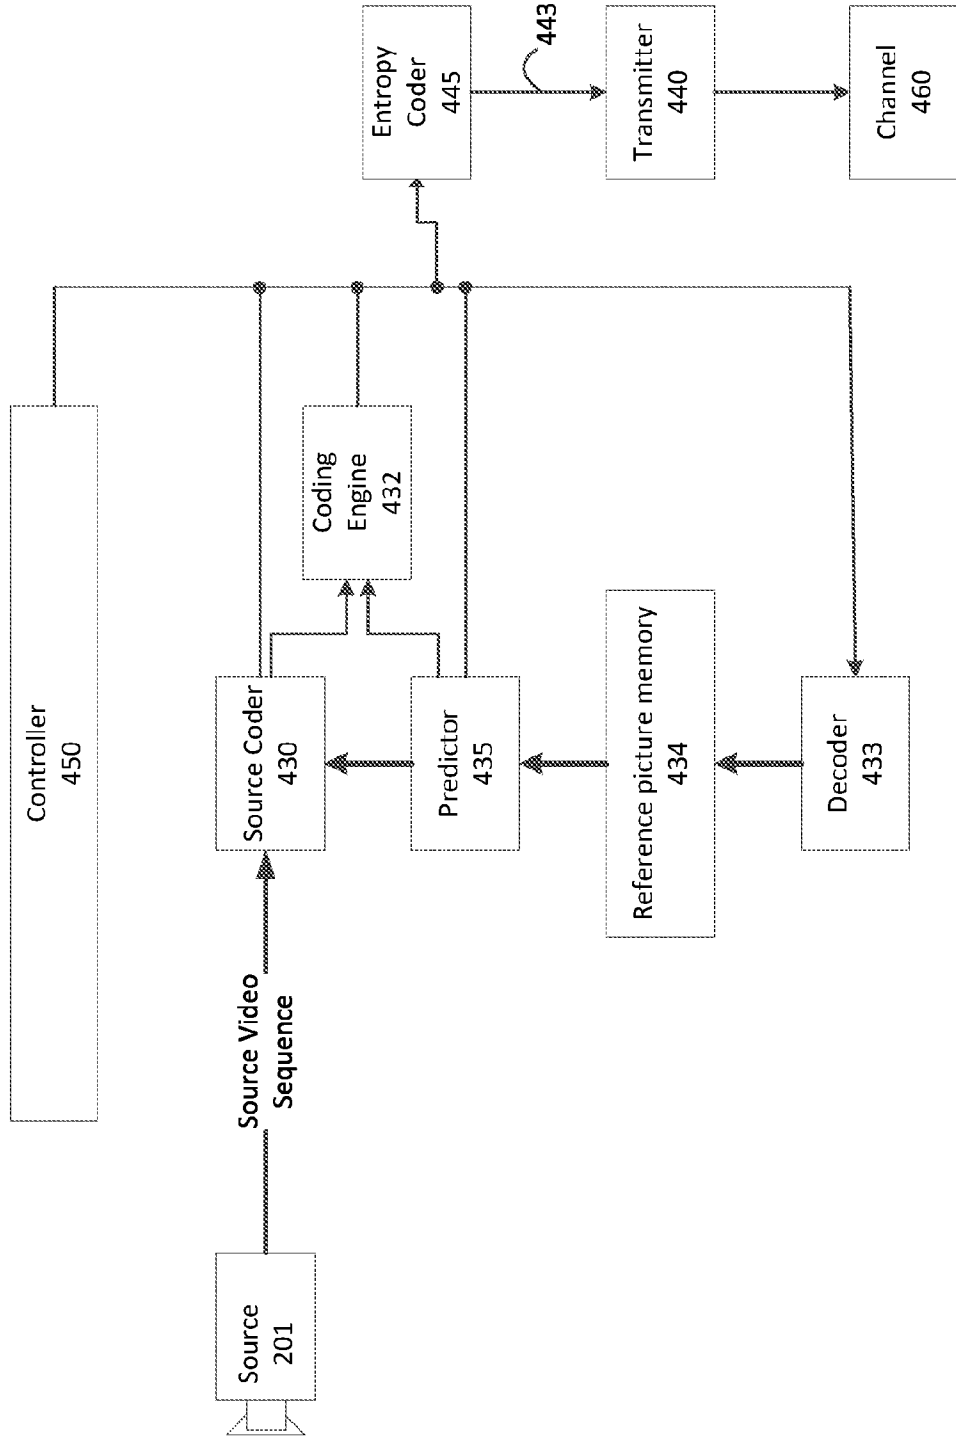 Controller
450
Source
201
Source Video
Sequence
Source Coder
430
Coding
Engine
432
Predictor
435
Reference picture memory
434
Decoder
433
Entropy
Coder
445
443
Transmitter
440
Channel
460